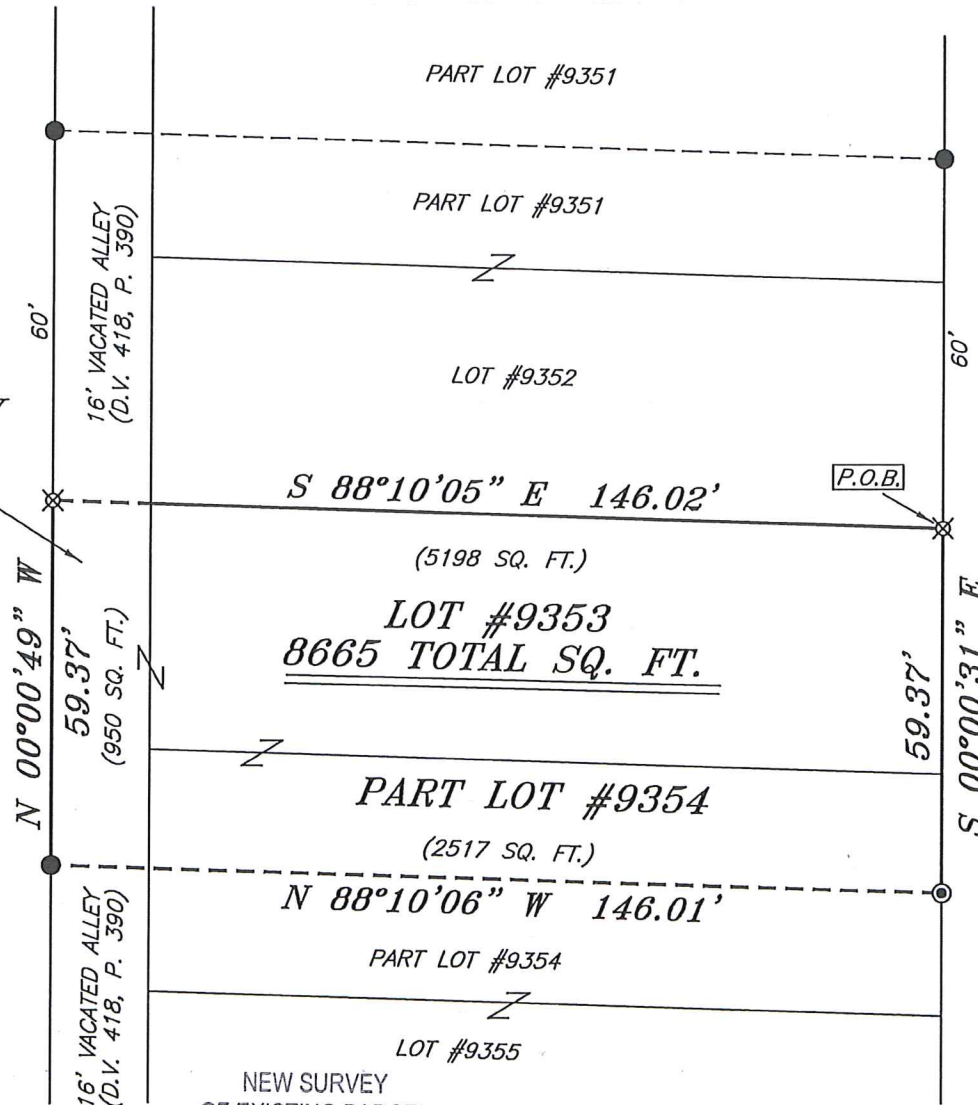 PART LOT #9351
PART LOT #9351
16' VACATED ALLEY
(D.V. 418, P. 390)
60'
60'
LOT #9352
S 88°10'05" E 146.02'
P.O.B.
(5198 SQ. FT.)
LOT #9353
8665 TOTAL SQ. FT.
N 00°00'49" W
59.37'
(950 SQ. FT.)
59.37'
S 00°00'31" E
PART LOT #9354
(2517 SQ. FT.)
N 88°10'06" W 146.01'
16' VACATED ALLEY
(D.V. 418, P. 390)
PART LOT #9354
LOT #9355
NEW SURVEY